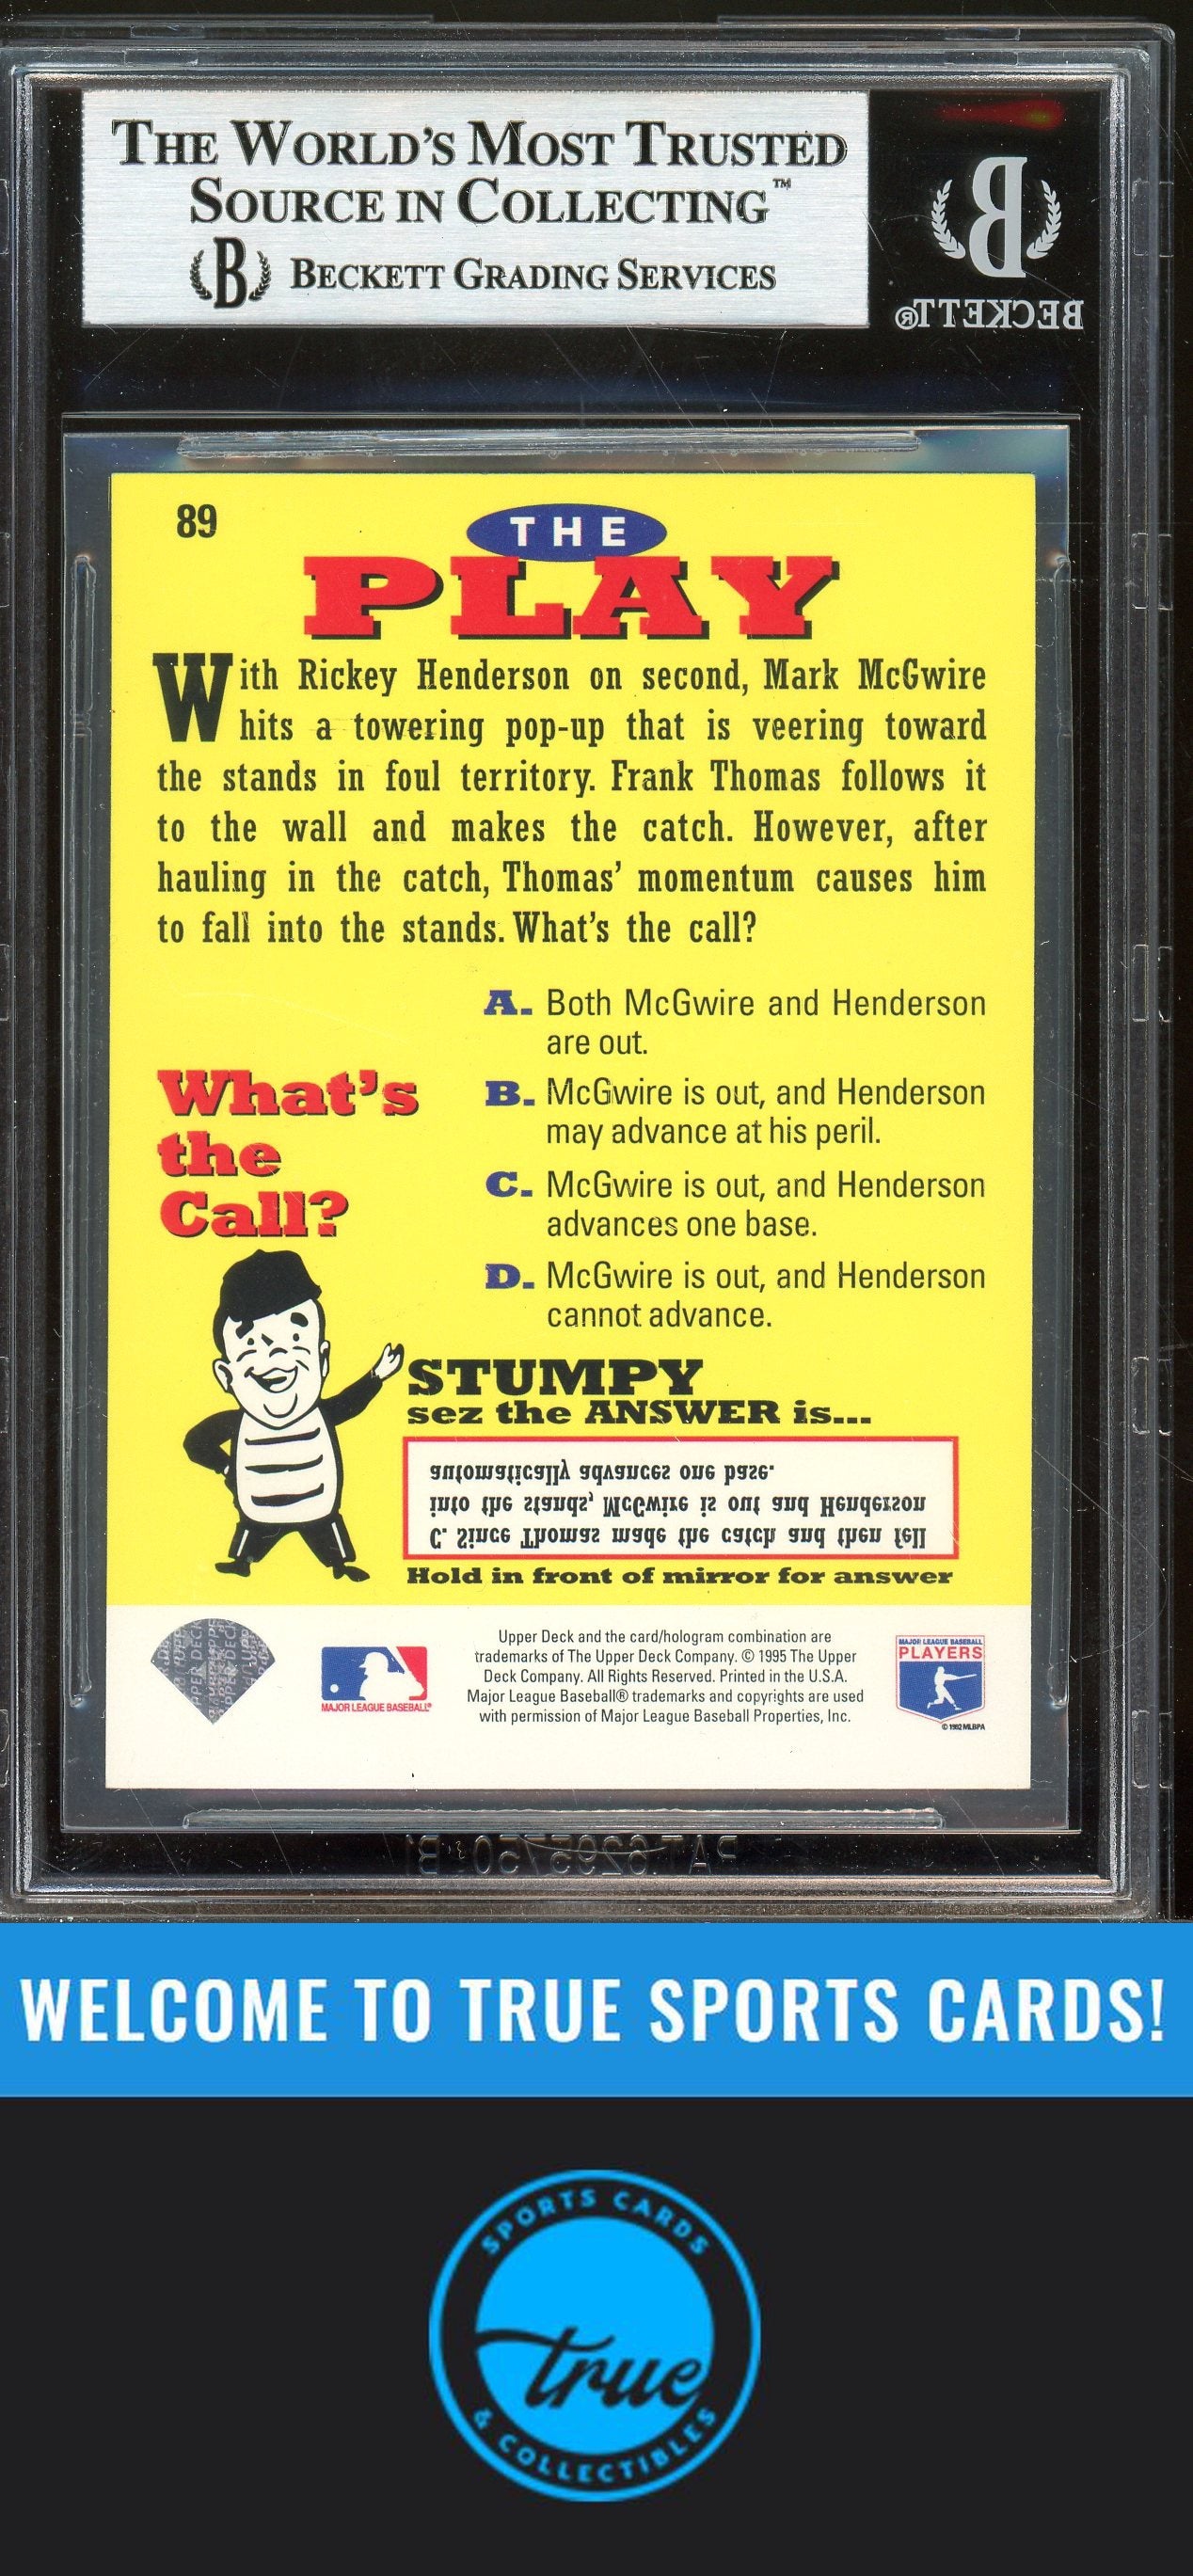 THE WORLD'S MOST TRUSTED
SOURCE IN COLLECTING™
B BECKETT GRADING SERVICES
B
BECKETT®
89
THE
PLAY
With Rickey Henderson on second, Mark McGwire
hits a towering pop-up that is veering toward
the stands in foul territory. Frank Thomas follows it
to the wall and makes the catch. However, after
hauling in the catch, Thomas' momentum causes him
to fall into the stands. What's the call?
What's
the
Call?
A. Both McGwire and Henderson
are out.
B. McGwire is out, and Henderson
may advance at his peril.
C. McGwire is out, and Henderson
advances one base.
D. McGwire is out, and Henderson
cannot advance.
STUMPY
sez the ANSWER is...
C. Since Thomas made the catch and then fell
into the stands, McGwire is out and Henderson
automatically advances one base.
Hold in front of mirror for answer
MAJOR LEAGUE BASEBALL®
Upper Deck and the card/hologram combination are
trademarks of The Upper Deck Company. © 1995 The Upper
Deck Company. All Rights Reserved. Printed in the U.S.A.
Major League Baseball® trademarks and copyrights are used
with permission of Major League Baseball Properties, Inc.
MAJOR LEAGUE BASEBALL
PLAYERS
© 1992 MLBPA
WELCOME TO TRUE SPORTS CARDS!
SPORTS CARDS
true
& COLLECTIBLES